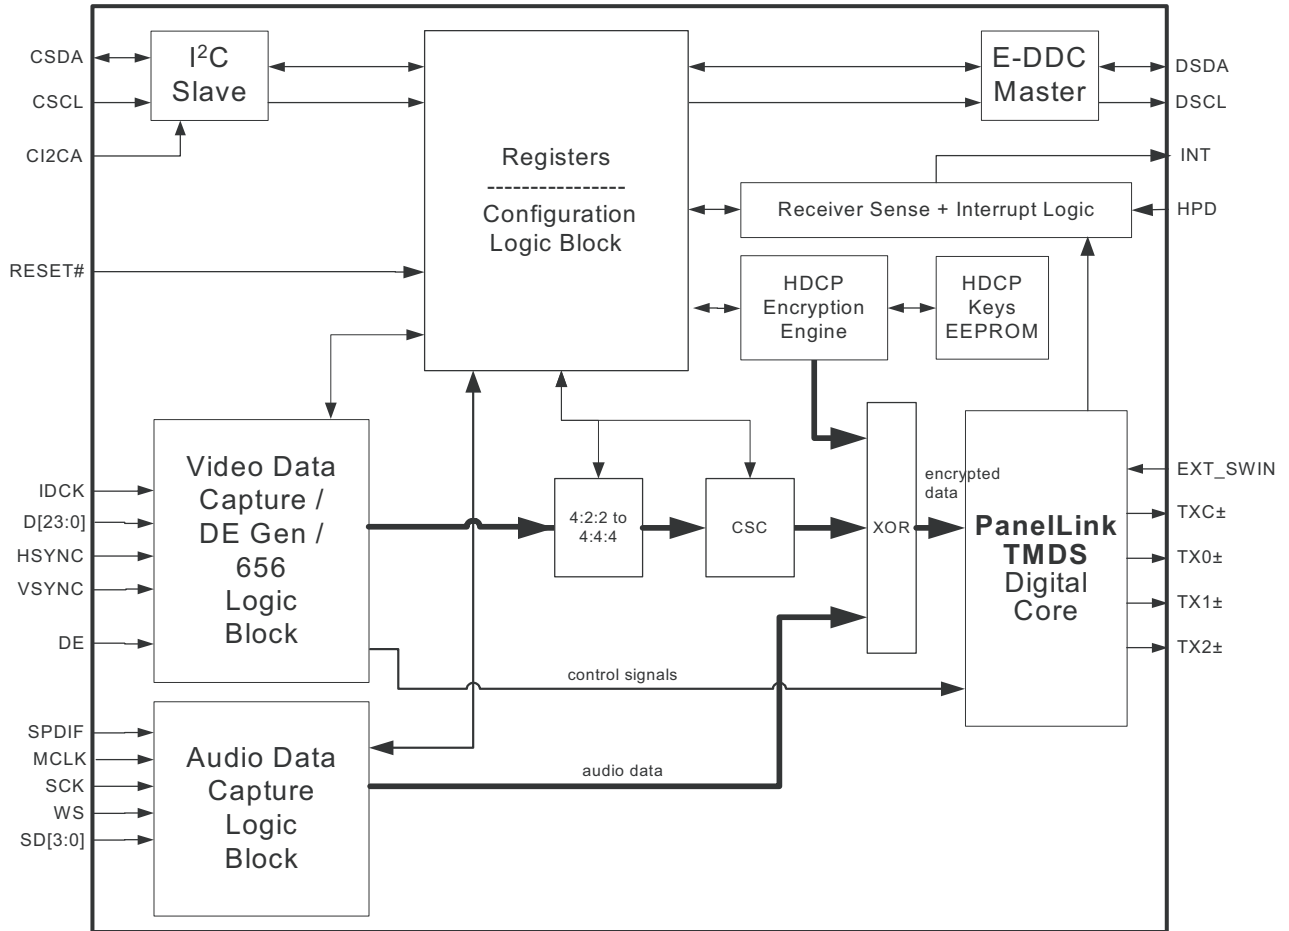 CSDA
CSCL
CI2CA
RESET#
IDCK
D[23:0]
HSYNC
VSYNC
DE
SPDIF
MCLK
SCK
WS
SD[3:0]
I2C
Slave
Registers
---------------
Configuration
Logic Block
E-DDC
Master
Receiver Sense + Interrupt Logic
HDCP
Encryption
Engine
HDCP
Keys
EEPROM
Video Data
Capture /
DE Gen /
656
Logic
Block
4:2:2 to
4:4:4
CSC
XOR
encrypted
data
PanelLink
TMDS
Digital
Core
control signals
Audio Data
Capture
Logic
Block
audio data
DSDA
DSCL
INT
HPD
EXT_SWIN
TXC±
TX0±
TX1±
TX2±